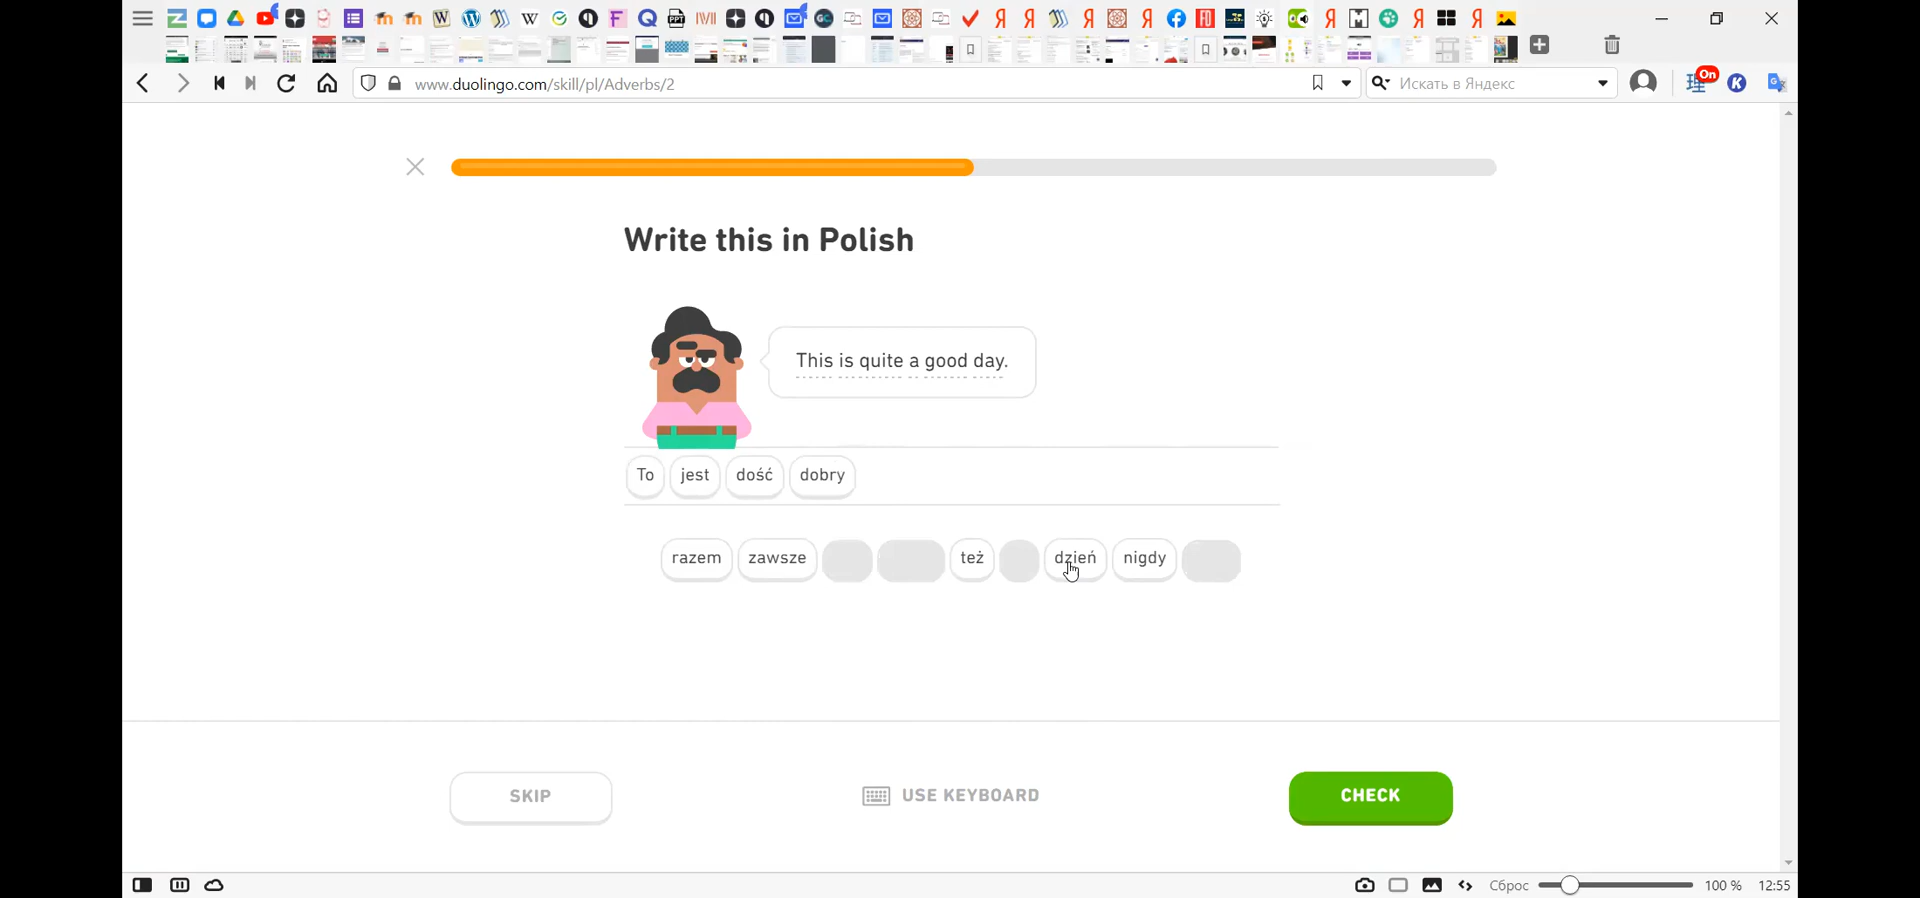 www.duolingo.com/skill/pl/Adverbs/2
Искать в Яндекс
On
Write this in Polish
This is quite a good day.
To jest dość dobry
razem zawsze też dzień nigdy
SKIP
USE KEYBOARD
CHECK
Сброс
100 %
12:55